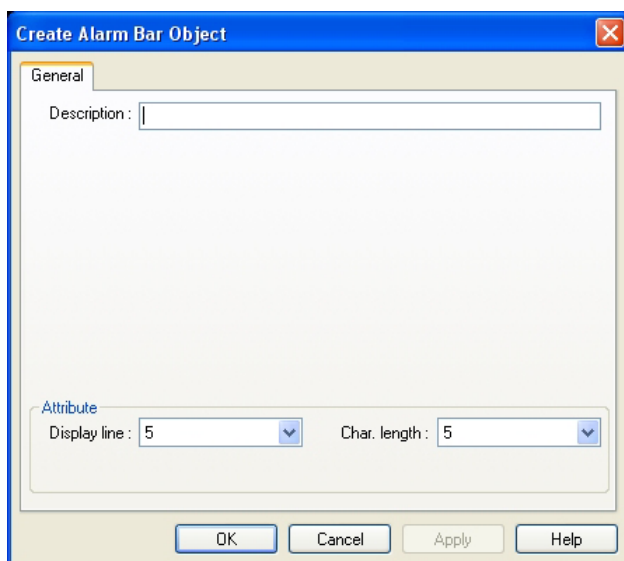 Create Alarm Bar Object
General
Description :
Attribute
Display line : 5 Char. length : 5
OK Cancel Apply Help